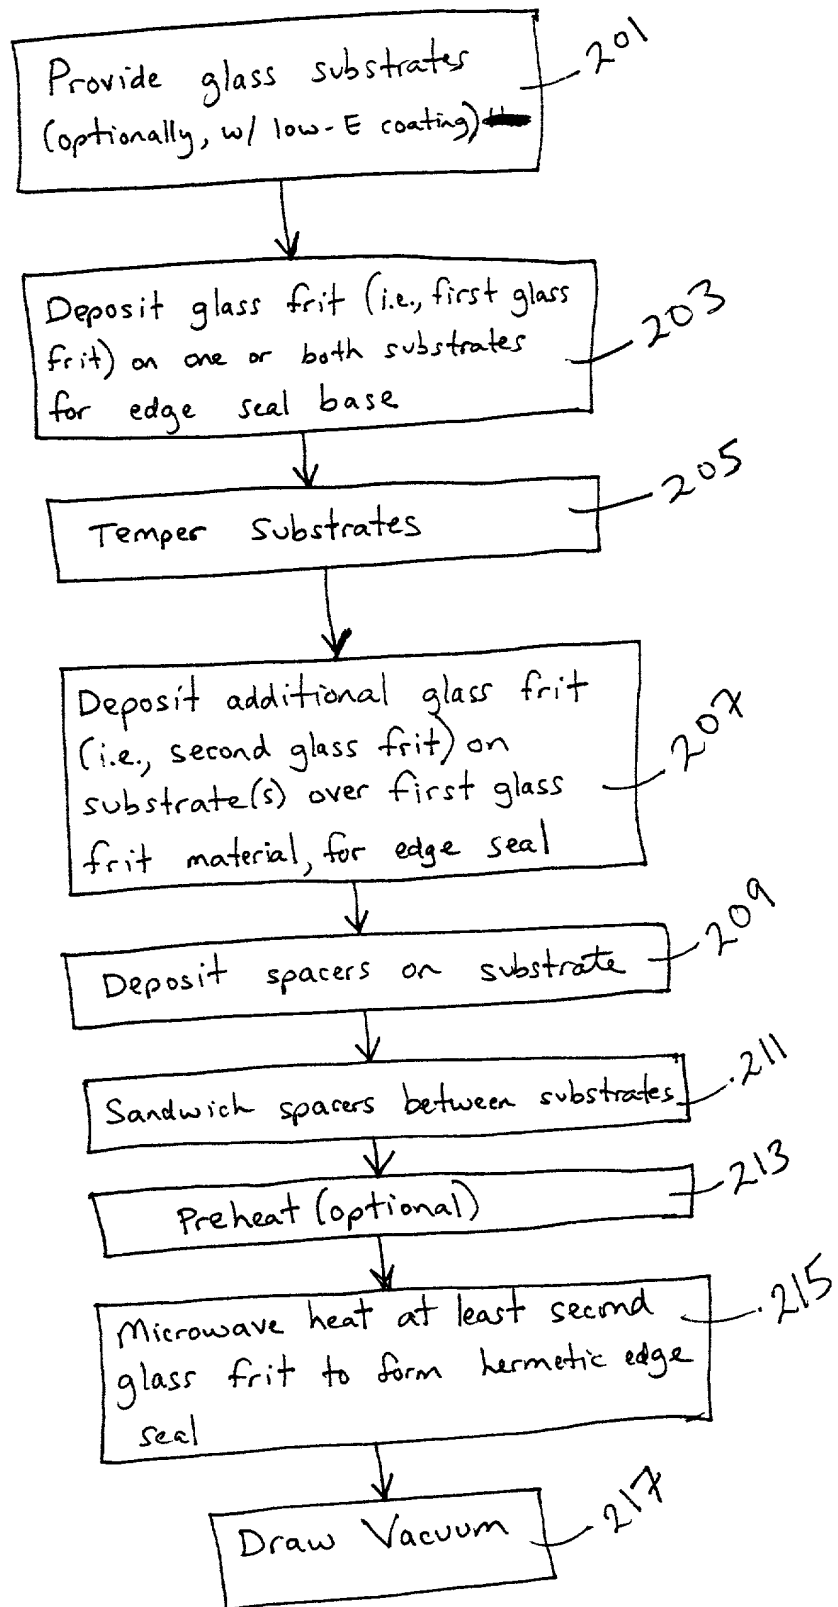 Provide glass substrates
201
(optionally, w/ low-E coating)
Deposit glass frit (i.e., first glass
frit) on one or both substrates
203
for edge seal base
205
Temper Substrates
Deposit additional glass frit
(i.e., second glass frit) on
207
substrate(s) over first glass
frit material, for edge seal
209
Deposit spacers on substrate
211
Sandwich spacers between substrates
213
Preheat (optional)
215
Microwave heat at least second
glass frit to form hermetic edge
seal
217
Draw Vacuum